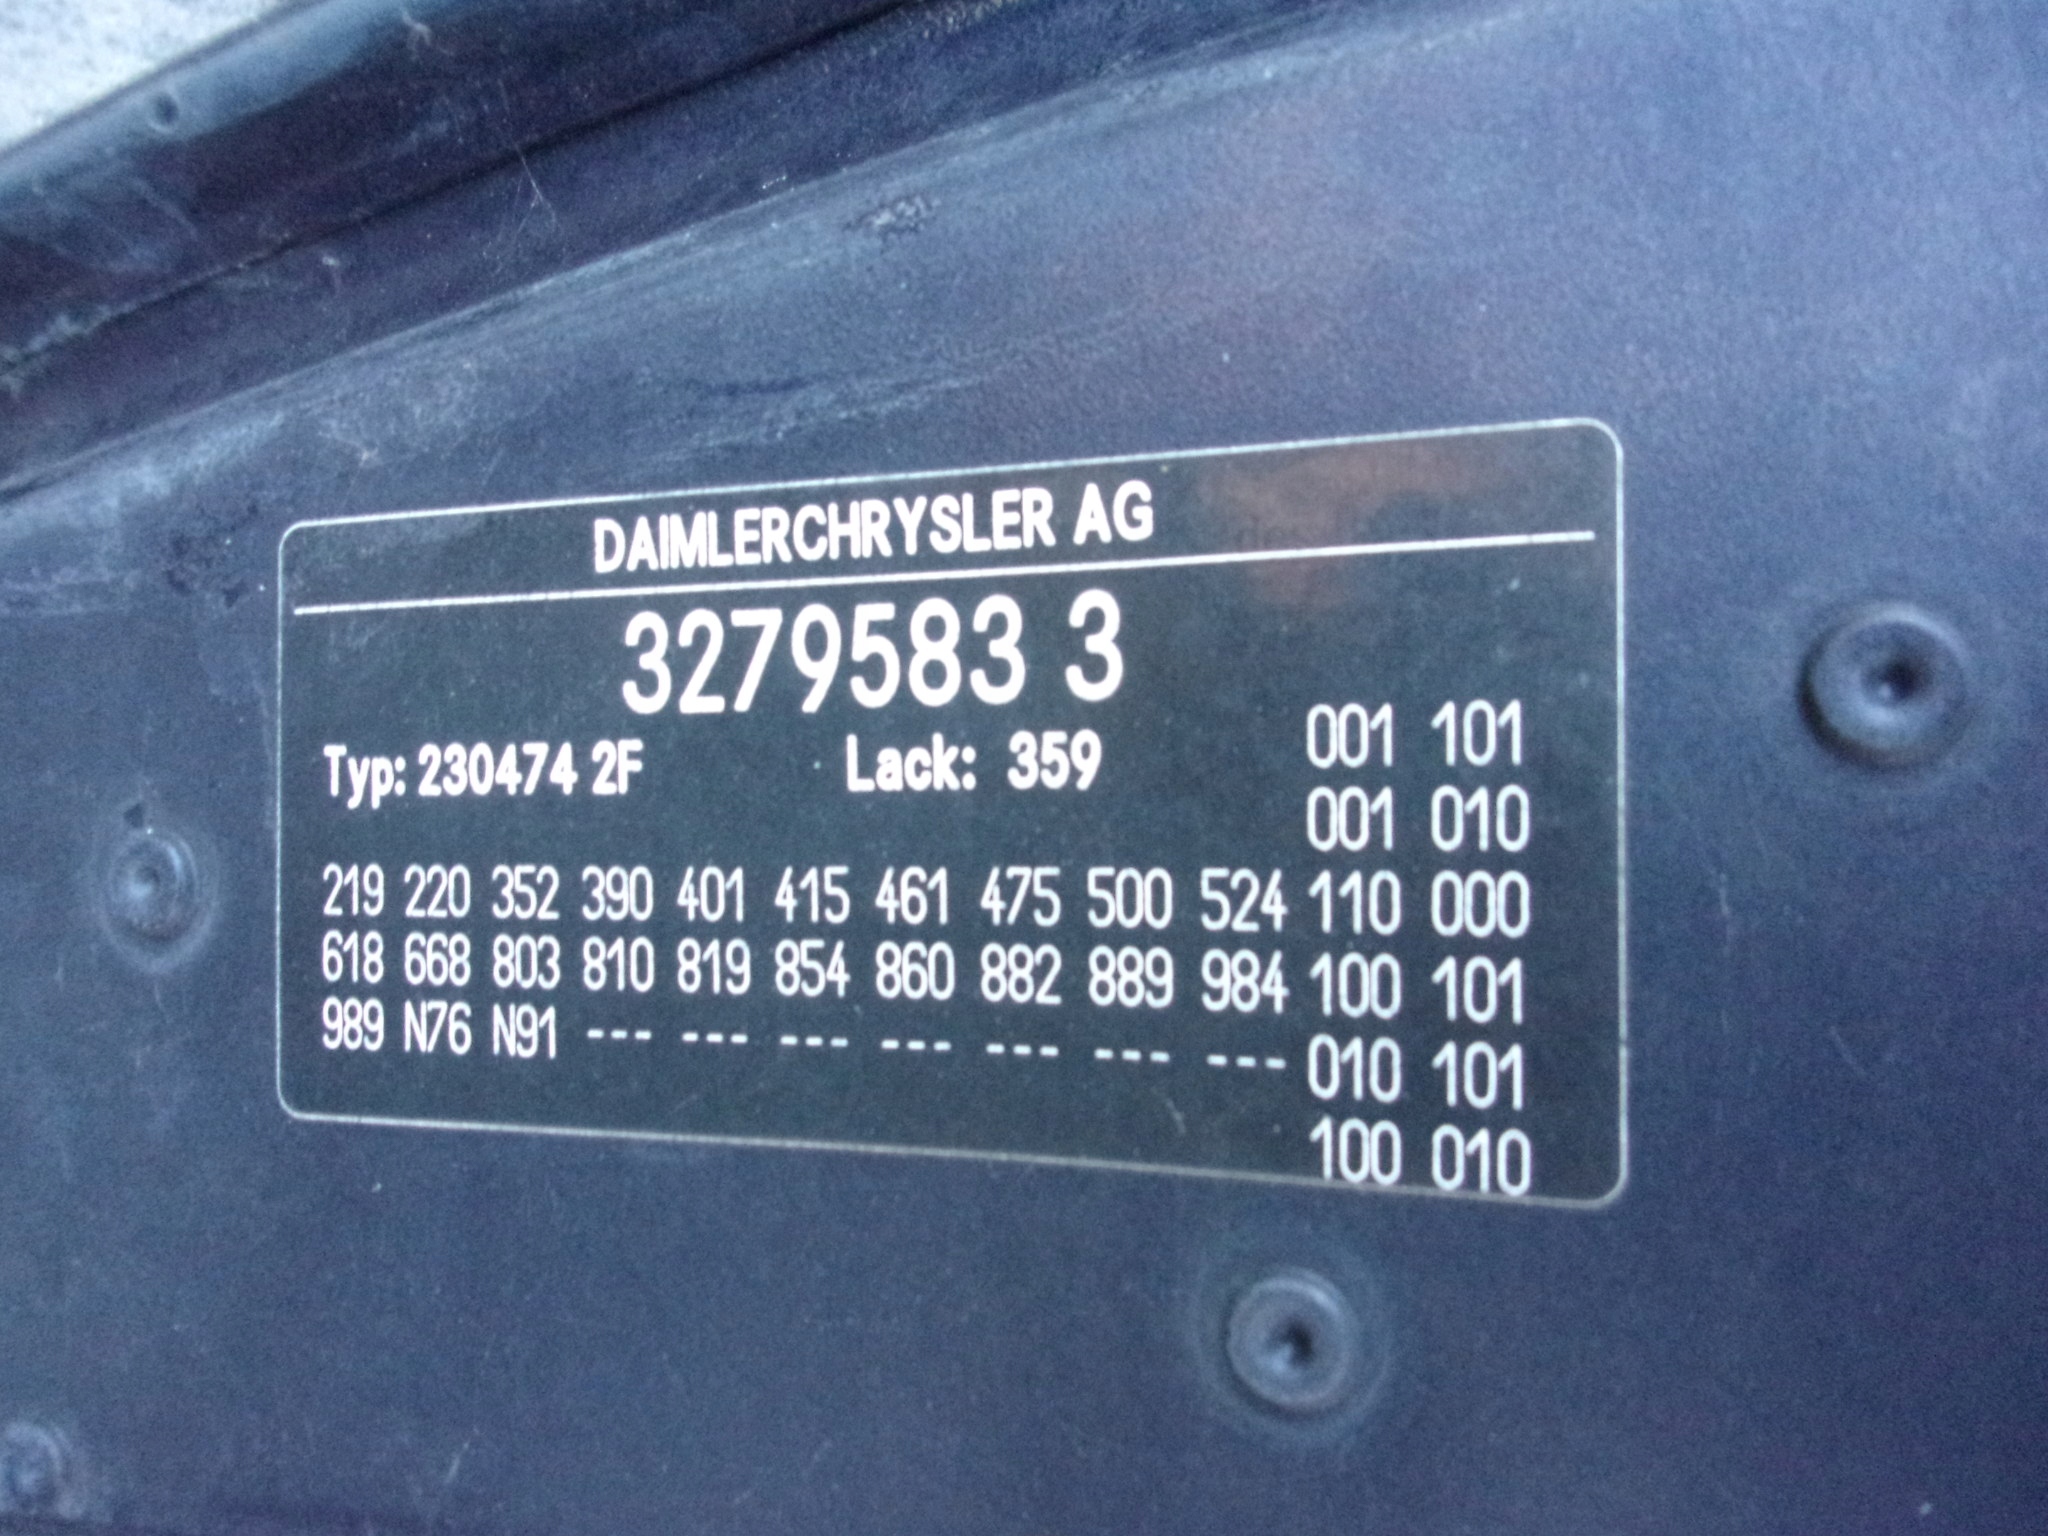 DAIMLERCHRYSLER AG
3279583 3
Typ: 230474 2F Lack: 359 001 101
001 010
219 220 352 390 401 415 461 475 500 524 110 000
618 668 803 810 819 854 860 882 889 984 100 101
989 N76 N91 --- --- --- --- --- --- --- 010 101
100 010